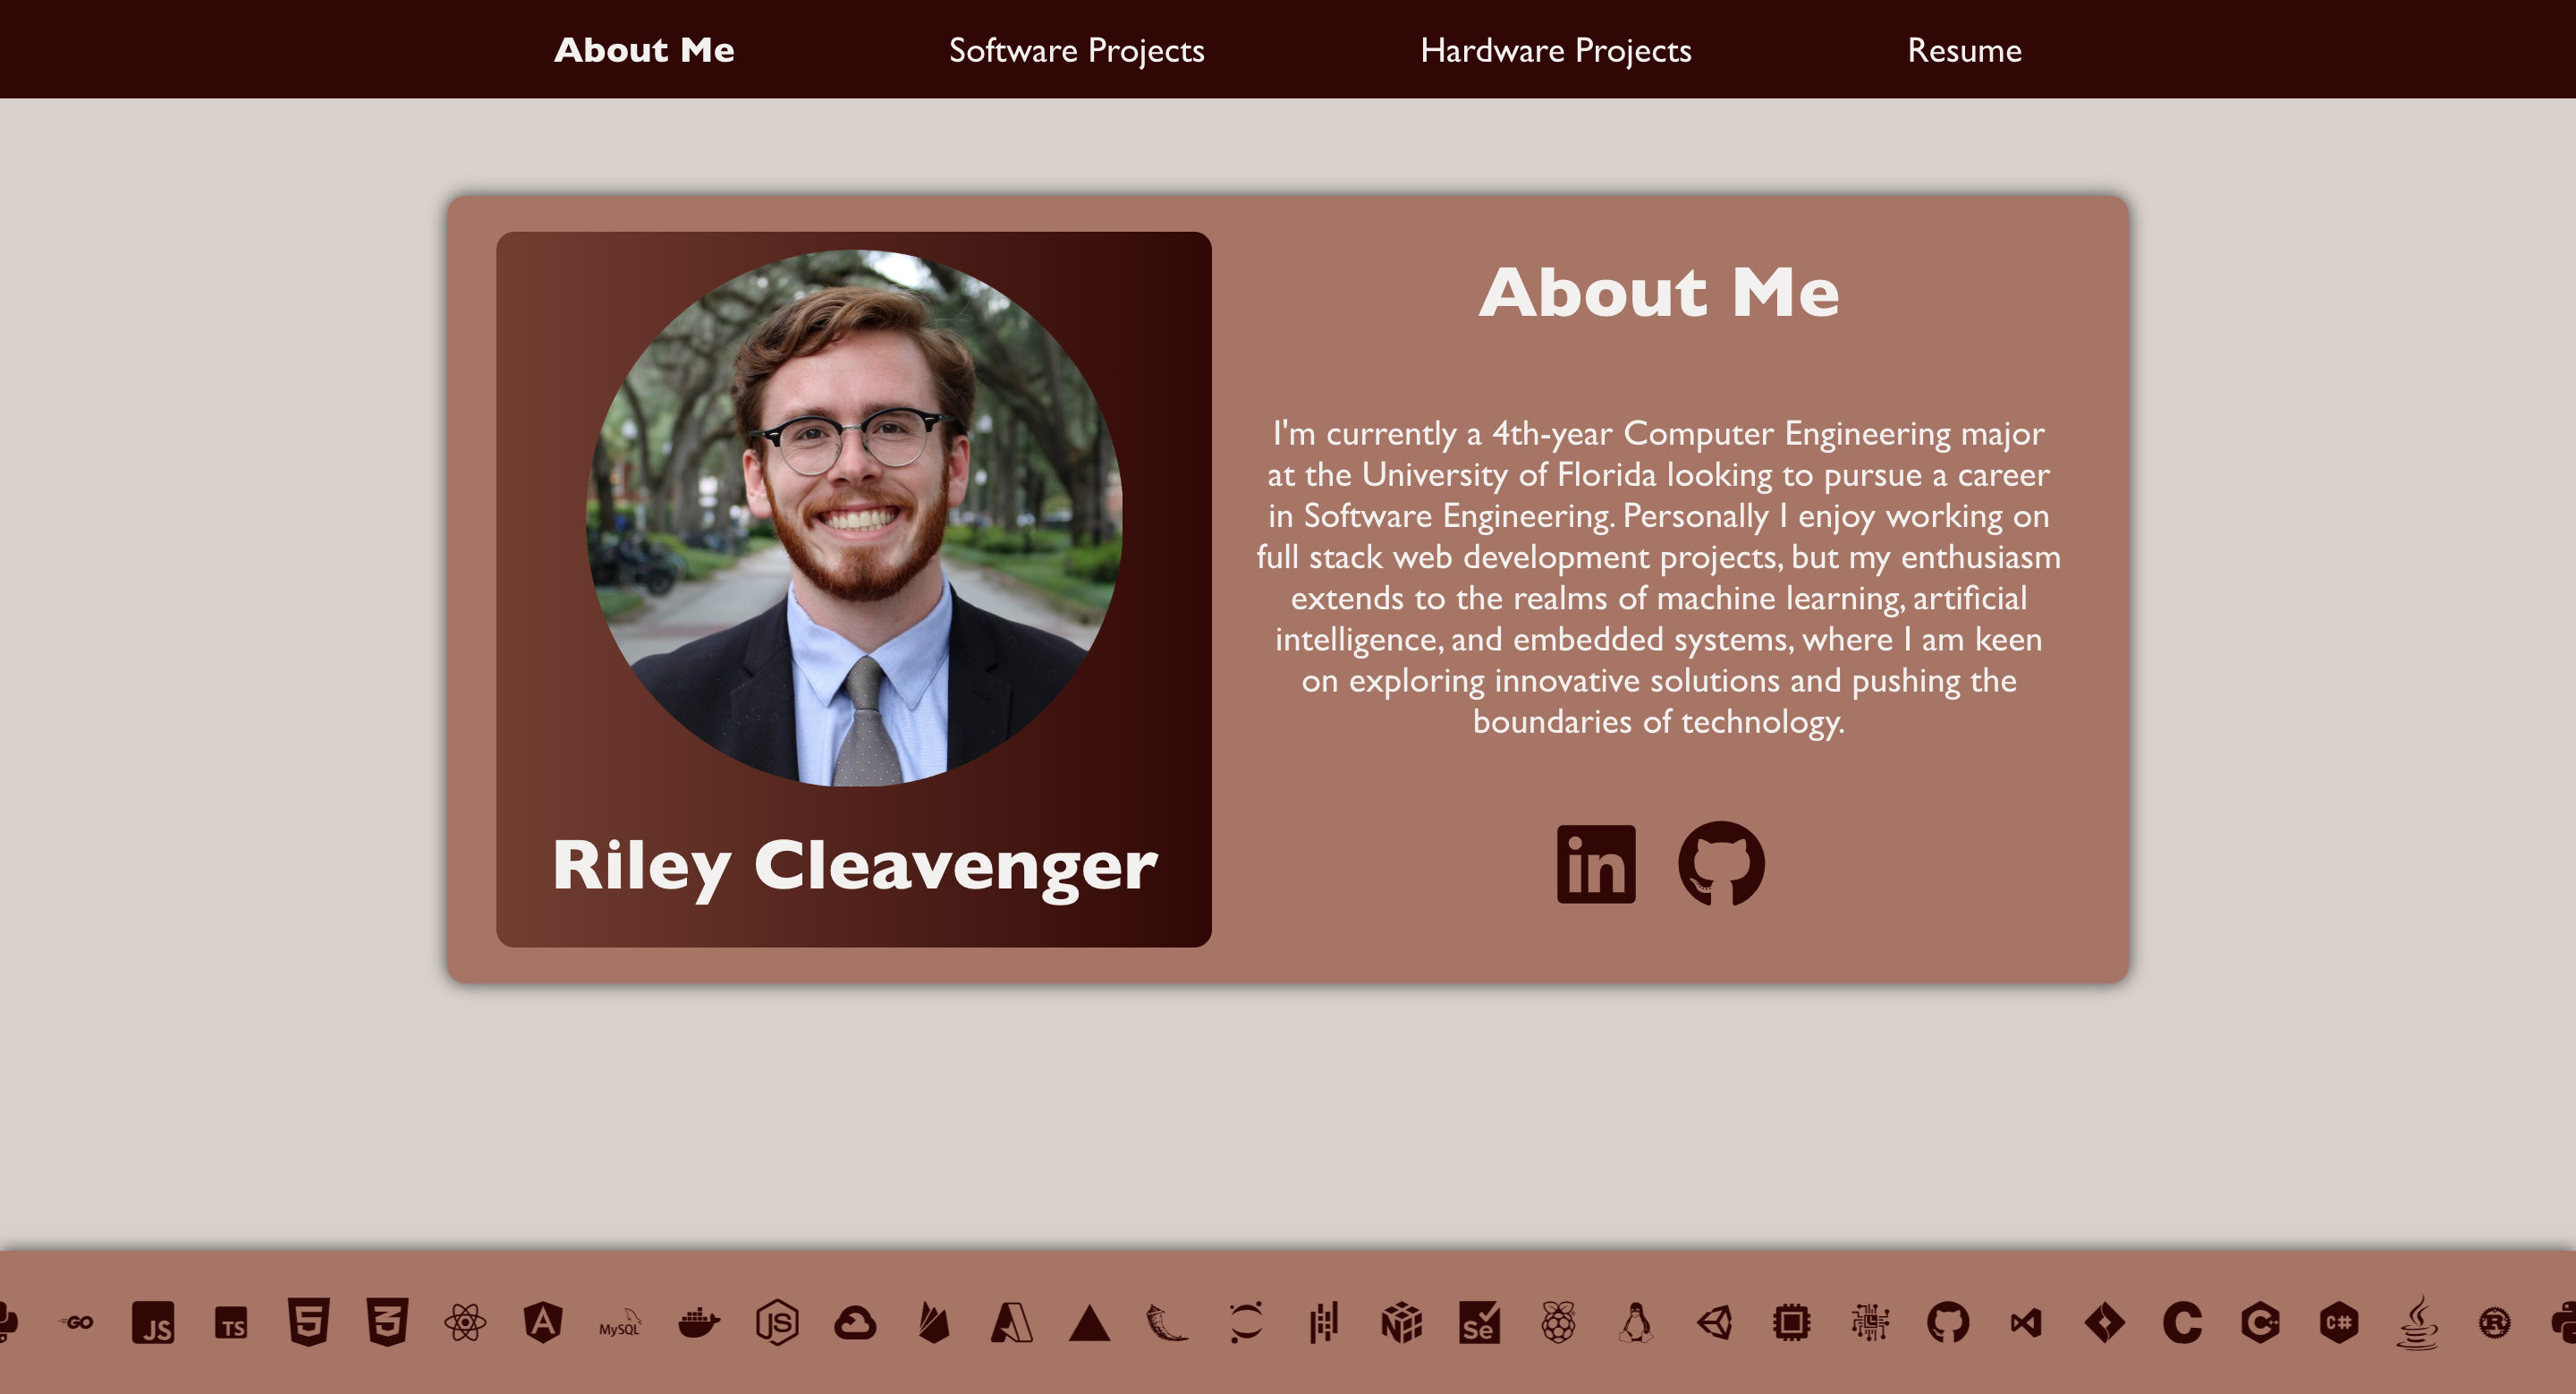 About Me
Software Projects
Hardware Projects
Resume
Riley Cleavenger
About Me
I'm currently a 4th-year Computer Engineering major
at the University of Florida looking to pursue a career
in Software Engineering. Personally I enjoy working on
full stack web development projects, but my enthusiasm
extends to the realms of machine learning, artificial
intelligence, and embedded systems, where I am keen
on exploring innovative solutions and pushing the
boundaries of technology.
in
GO
JS
TS
5
3
A
MySQL
JS
Se
C
C++
C#
R